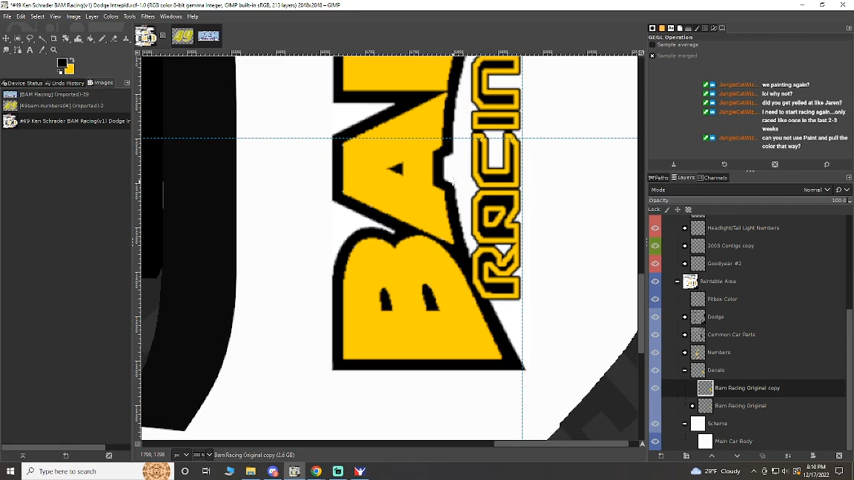 *#49 Ken Schrader BAM Racing(v1) Dodge Intrepid.xcf-1.0 (RGB color 8-bit gamma integer, GIMP built-in sRGB, 213 layers) 2048x2048 – GIMP
File Edit Select View Image Layer Colors Tools Filters Windows Help
GEGL Operation
Sample average
Sample merged
Device Status Undo History Images
[BAM Racing] (imported)-39
[49bam-numbers04] (imported)-2
#49 Ken Schrader BAM Racing(v1) Dodge In
we painting again?
lol why not?
did you get yelled at like Jaren?
I need to start racing again...only
raced like once in the last 2-3
weeks
can you not use Paint and pull the
color that way?
Paths Layers Channels
Mode Normal
Opacity 100.0
Lock:
Headlight/Tail Light Numbers
2003 Contigs copy
Goodyear #2
Paintable Area
Pitbox Color
Dodge
Common Car Parts
Numbers
Decals
Bam Racing Original copy
Bam Racing Original
Scheme
Main Car Body
BA
RACIN
px 200 % Bam Racing Original copy (2.6 GB)
Type here to search
29°F Cloudy
8:10 PM
12/17/2022